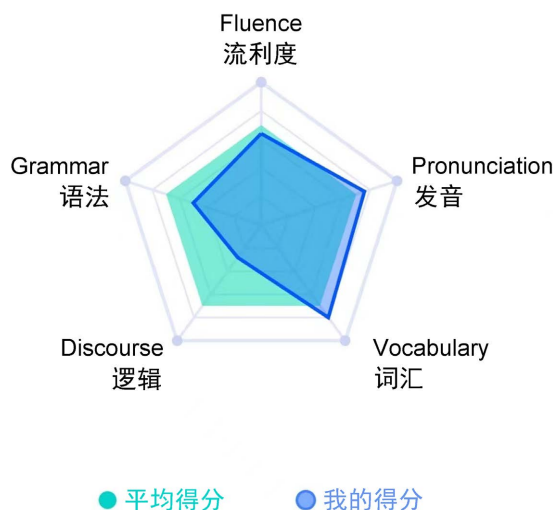 Fluence
流利度
Grammar
语法
Pronunciation
发音
Discourse
逻辑
Vocabulary
词汇
平均得分
我的得分